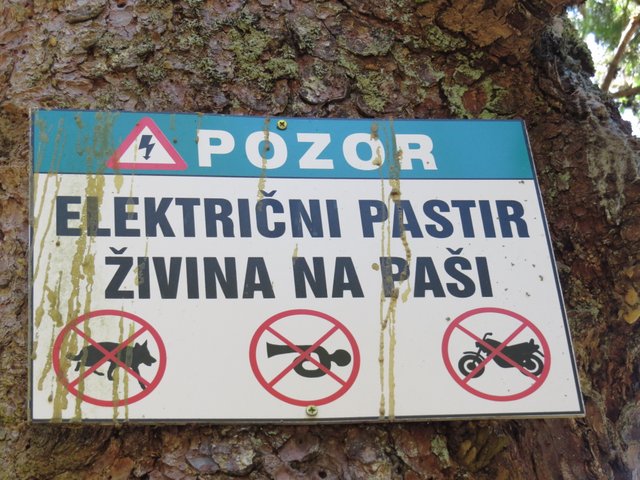 POZOR
ELEKTRIČNI PASTIR
ŽIVINA NA PAŠI